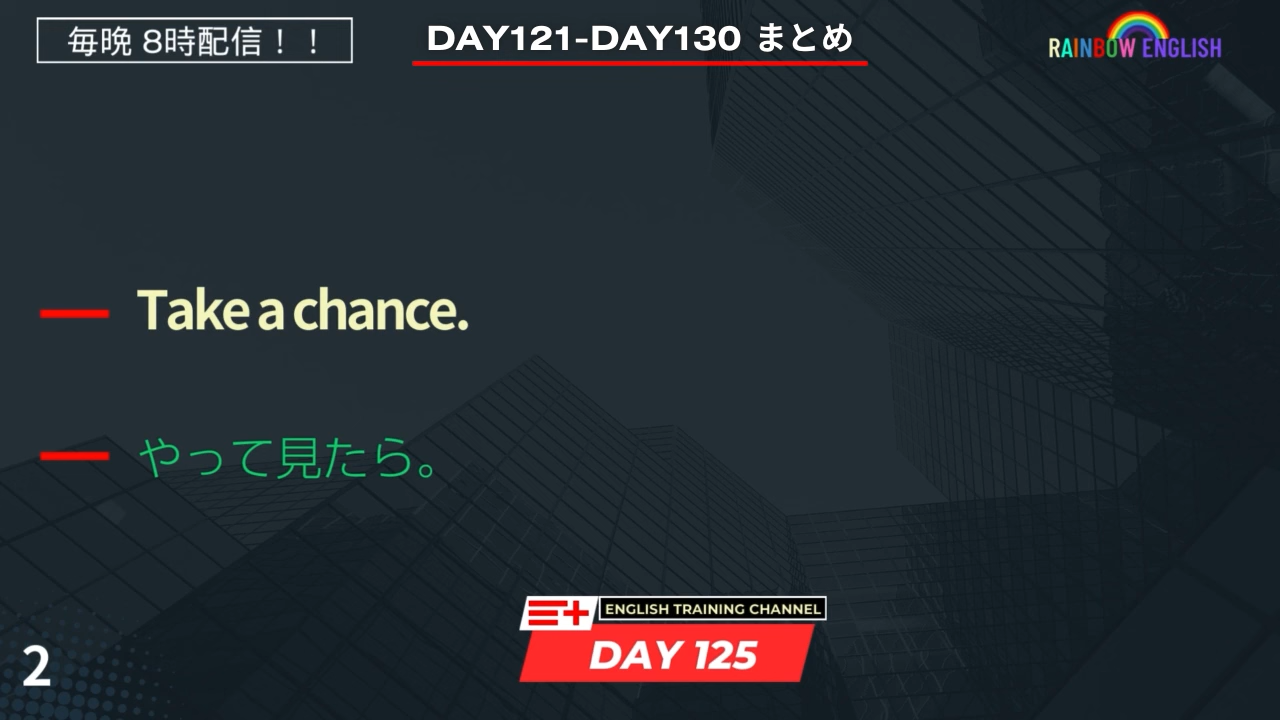 毎晩 8時配信！！
DAY121-DAY130 まとめ
RAINBOW ENGLISH
Take a chance.
やって見たら。
E+ ENGLISH TRAINING CHANNEL
DAY 125
2